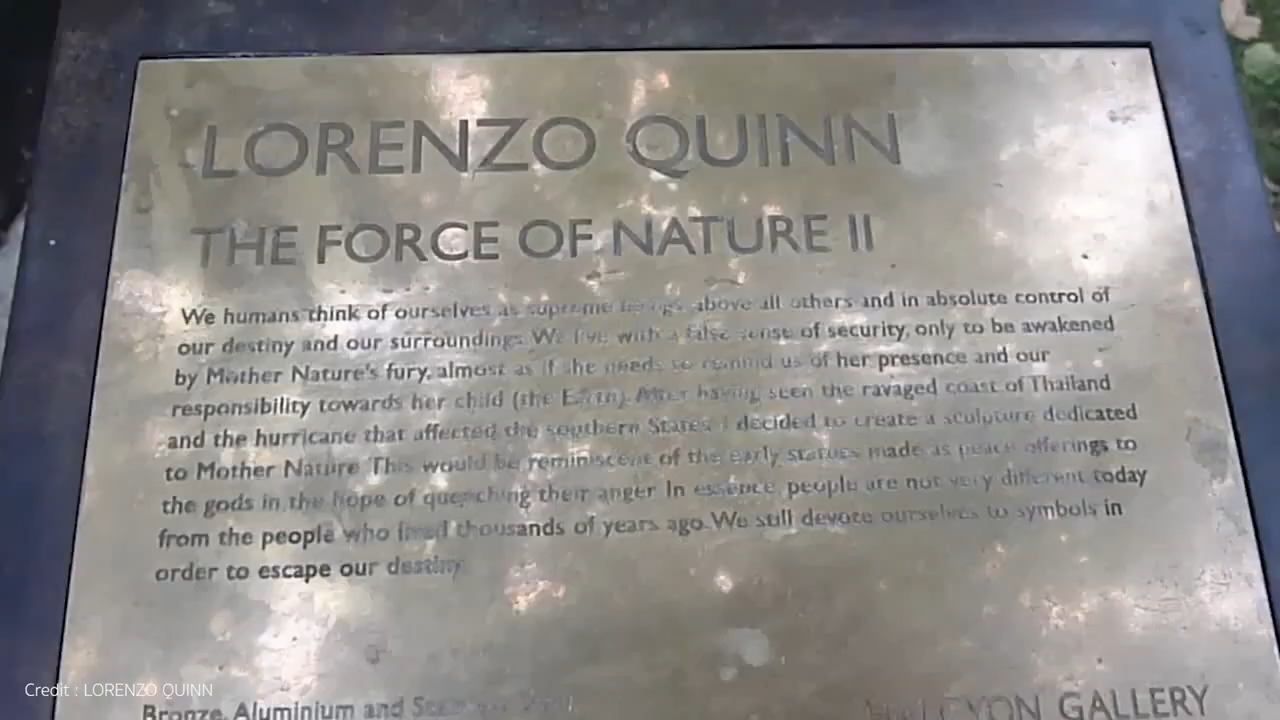 LORENZO QUINN
THE FORCE OF NATURE II
We humans think of ourselves as supreme beings above all others and in absolute control of
our destiny and our surroundings. We live with a false sense of security, only to be awakened
by Mother Nature's fury, almost as if she needs to remind us of her presence and our
responsibility towards her child (the Earth). After having seen the ravaged coast of Thailand
and the hurricane that affected the southern States I decided to create a sculpture dedicated
to Mother Nature This would be reminiscent of the early statues made as peace offerings to
the gods in the hope of quenching their anger In essence people are not very different today
from the people who lived thousands of years ago. We still devote ourselves to symbols in
order to escape our destiny
Bronze, Aluminium and
HALCYON GALLERY
Credit : LORENZO QUINN